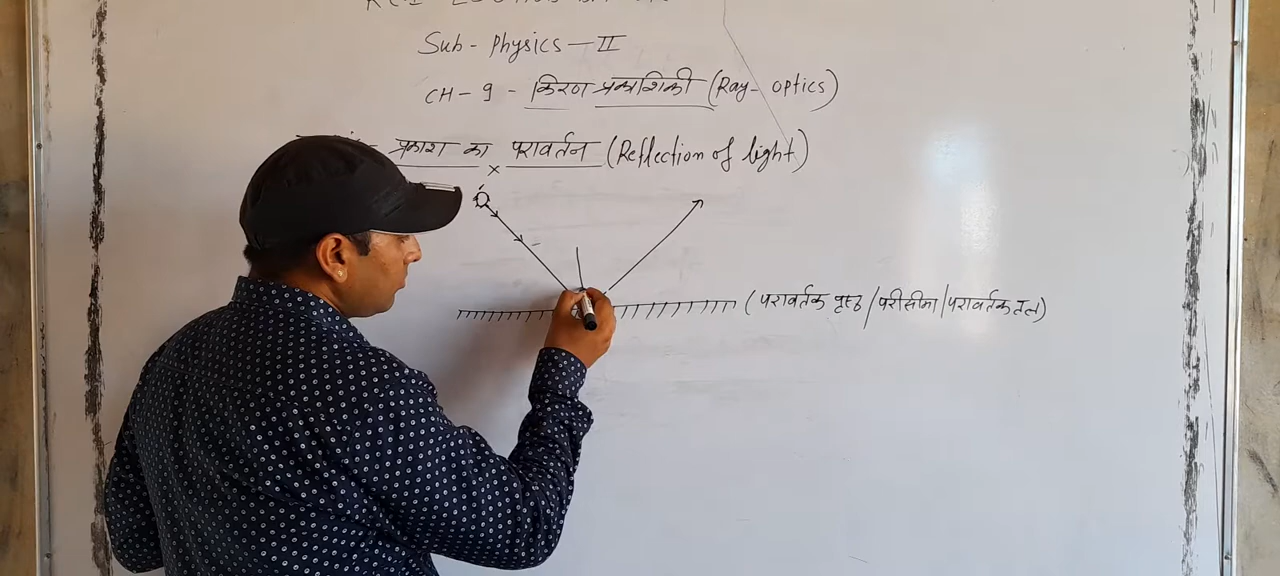 Sub - Physics - II
CH - 9 - किरण प्रकाशिकी (Ray - optics)
प्रकाश का परावर्तन (Reflection of light)
(परावर्तक पृष्ठ / परीसीमा / परावर्तक तल)